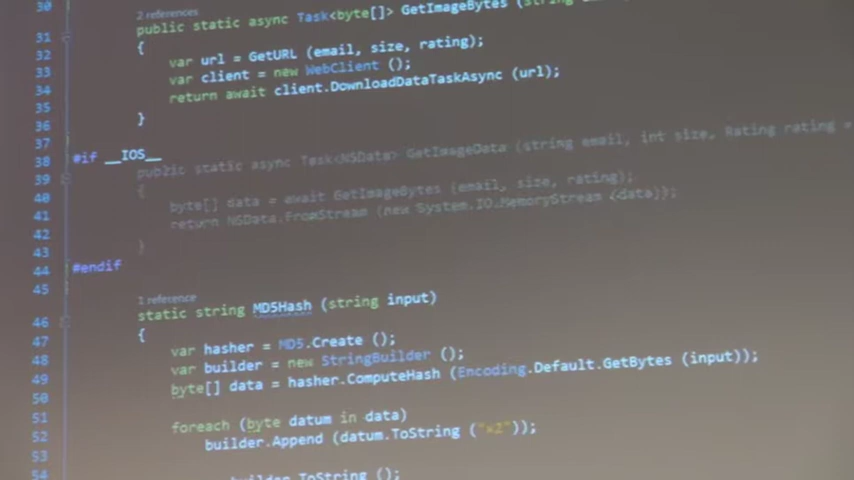 30
2 references
31 public static async Task<byte[]> GetImageBytes (string
32 {
33 var url = GetURL (email, size, rating);
34 var client = new WebClient ();
35 return await client.DownloadDataTaskAsync (url);
36 }
37
38 #if __IOS__
39 public static async Task<NSData> GetImageData (string email, int size, Rating rating =
40 {
41 byte[] data = await GetImageBytes (email, size, rating);
42 return NSData.FromStream (new System.IO.MemoryStream (data));
43 }
44 #endif
45
1 reference
46 static string MD5Hash (string input)
47 {
48 var hasher = MD5.Create ();
49 var builder = new StringBuilder ();
50 byte[] data = hasher.ComputeHash (Encoding.Default.GetBytes (input));
51
52 foreach (byte datum in data)
53 builder.Append (datum.ToString ("x2"));
54
builder.ToString ();